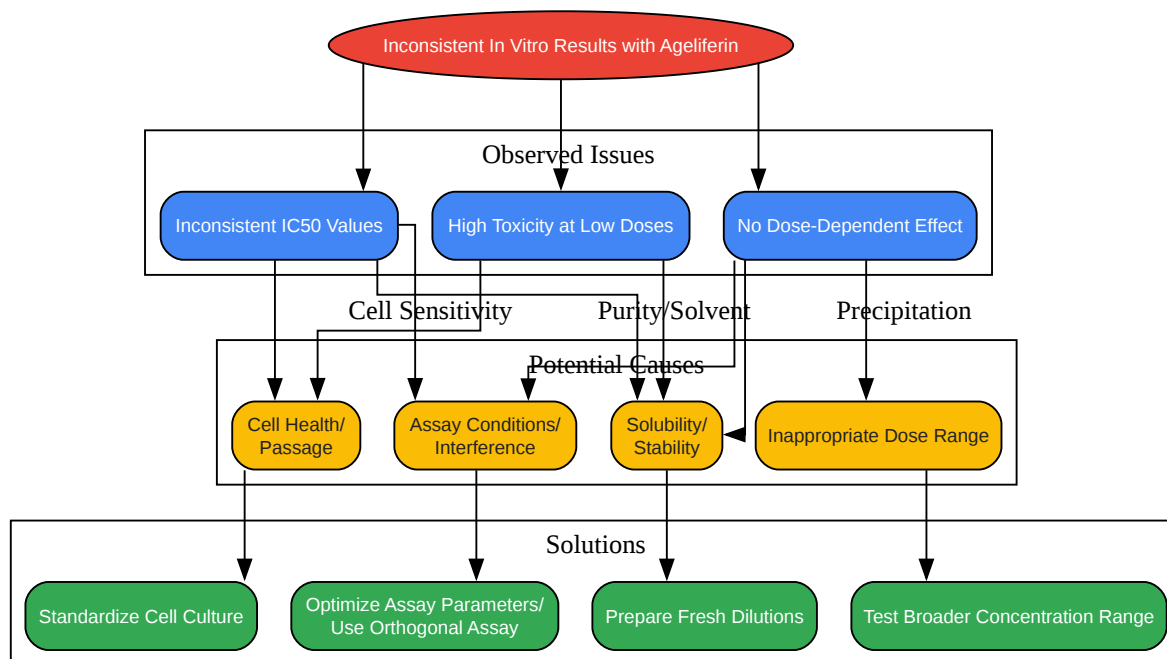 Inconsistent In Vitro Results with Ageliferin
Observed Issues
Inconsistent IC50 Values
High Toxicity at Low Doses
No Dose-Dependent Effect
Cell Sensitivity
Purity/Solvent
Precipitation
Potential Causes
Cell Health/
Passage
Assay Conditions/
Interference
Solubility/
Stability
Inappropriate Dose Range
Solutions
Standardize Cell Culture
Optimize Assay Parameters/
Use Orthogonal Assay
Prepare Fresh Dilutions
Test Broader Concentration Range